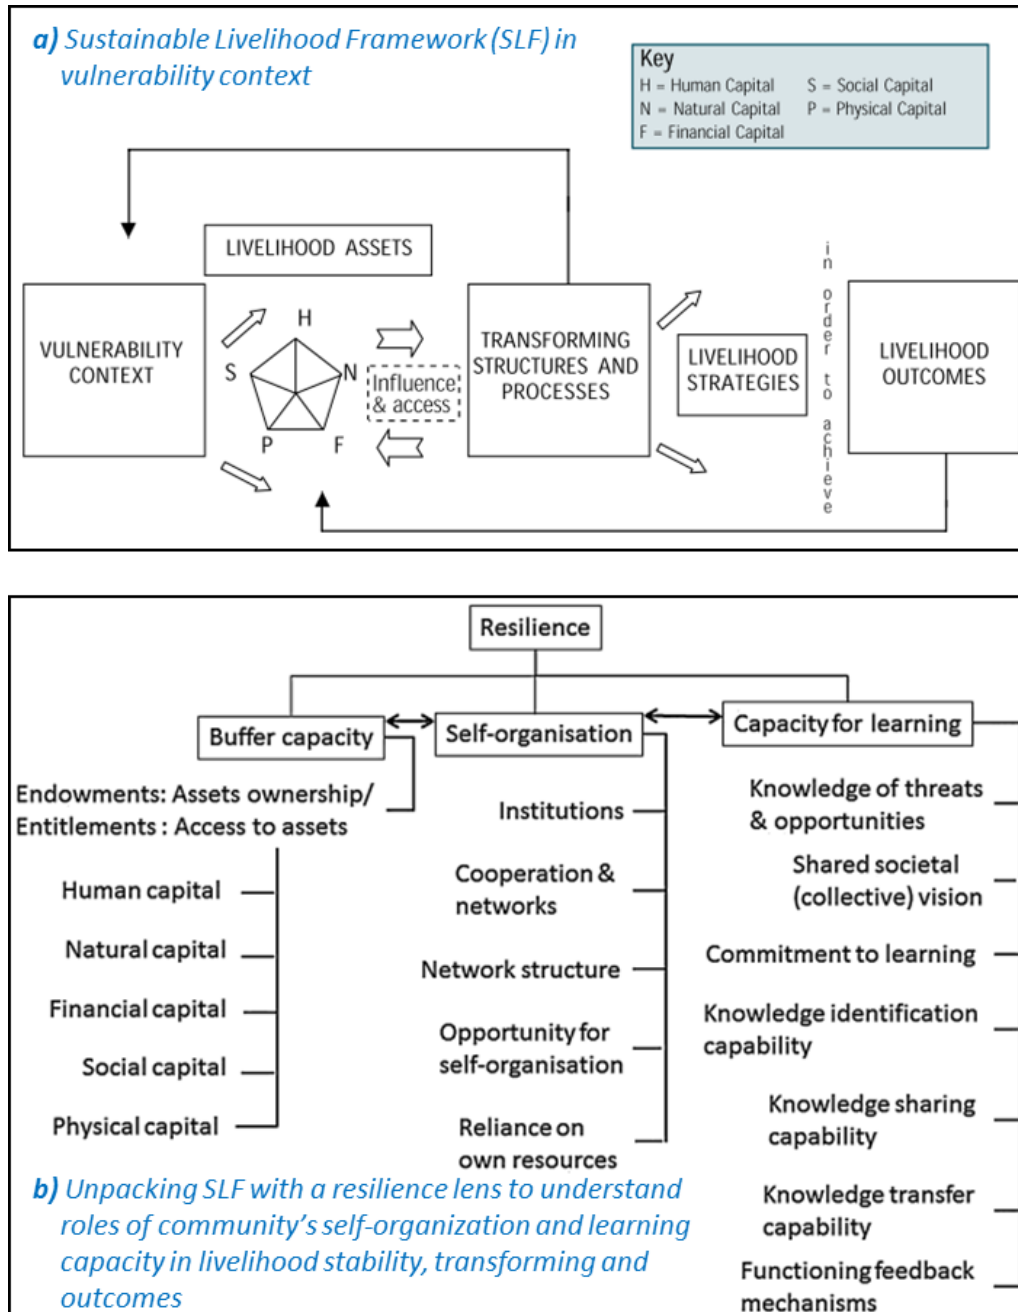 a) Sustainable Livelihood Framework (SLF) in
vulnerability context
Key
H = Human Capital S = Social Capital
N = Natural Capital P = Physical Capital
F = Financial Capital
LIVELIHOOD ASSETS
VULNERABILITY
CONTEXT
H
S
N
P
F
Influence
& access
TRANSFORMING
STRUCTURES AND
PROCESSES
LIVELIHOOD
STRATEGIES
in order to achieve
LIVELIHOOD
OUTCOMES
Resilience
Buffer capacity
Self-organisation
Capacity for learning
Endowments: Assets ownership/
Entitlements : Access to assets
Human capital
Natural capital
Financial capital
Social capital
Physical capital
Institutions
Cooperation &
networks
Network structure
Opportunity for
self-organisation
Reliance on
own resources
Knowledge of threats
& opportunities
Shared societal
(collective) vision
Commitment to learning
Knowledge identification
capability
Knowledge sharing
capability
Knowledge transfer
capability
Functioning feedback
mechanisms
b) Unpacking SLF with a resilience lens to understand
roles of community's self-organization and learning
capacity in livelihood stability, transforming and
outcomes